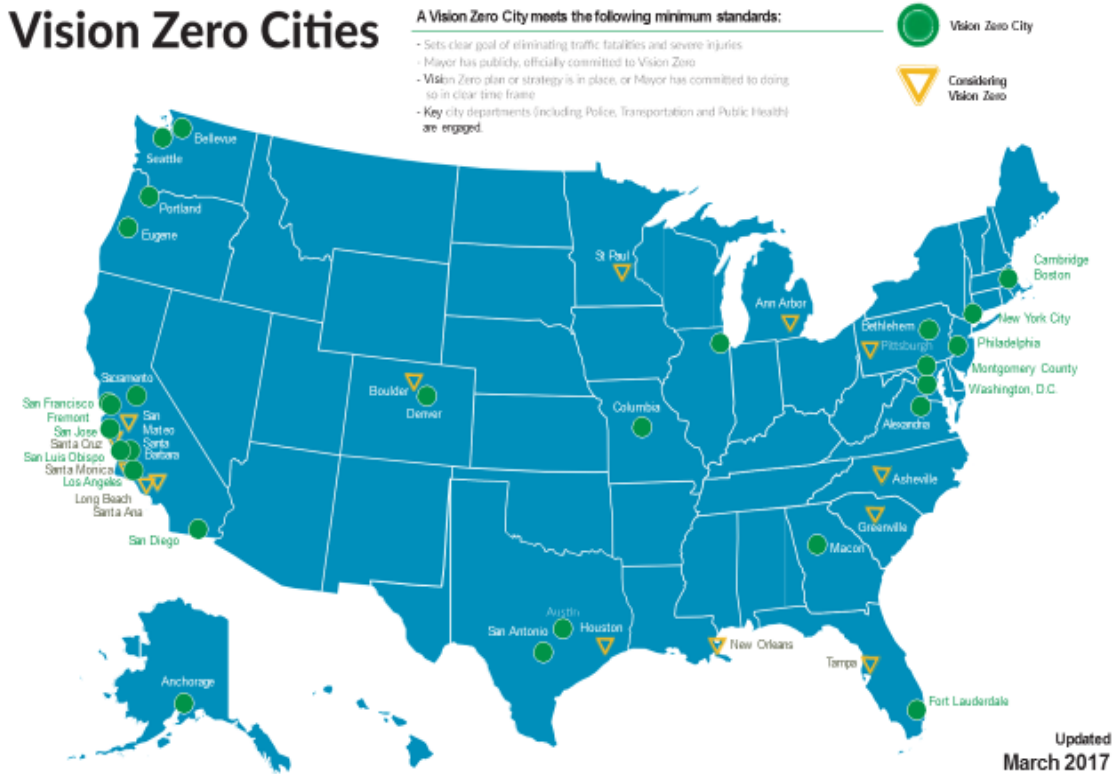 Vision Zero Cities
A Vision Zero City meets the following minimum standards:
- Sets clear goal of eliminating traffic fatalities and severe injuries
- Mayor has publicly, officially committed to Vision Zero
- Vision Zero plan or strategy is in place, or Mayor has committed to doing
so in clear time frame
- Key city departments (including Police, Transportation and Public Health)
are engaged.
Vision Zero City
Considering
Vision Zero
Bellevue
Seattle
Portland
Eugene
St Paul
Ann Arbor
Cambridge
Boston
New York City
Bethlehem
Pittsburgh
Philadelphia
Montgomery County
Washington, D.C.
Alexandria
Boulder
Denver
Columbia
Sacramento
San Francisco
Fremont
San Jose
Santa Cruz
San Luis Obispo
Santa Monica
Los Angeles
Long Beach
Santa Ana
San
Mateo
Santa
Barbara
San Diego
Asheville
Greenville
Macon
Austin
San Antonio
Houston
New Orleans
Tampa
Fort Lauderdale
Anchorage
Updated
March 2017